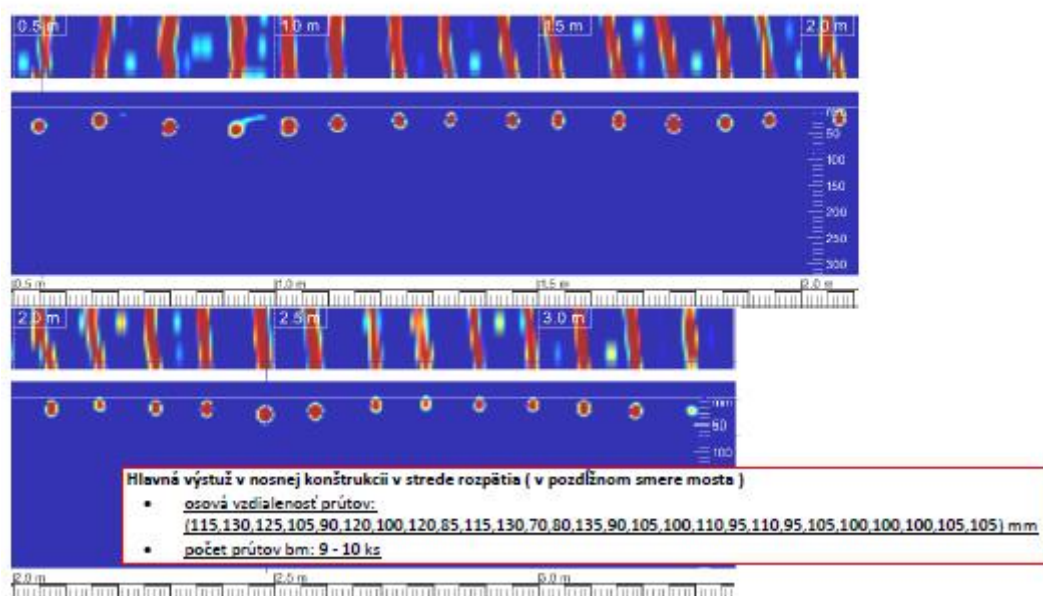 0.5 m 1.0 m 1.5 m 2.0 m
mm
50
100
150
200
250
300
0.5 m 1.0 m 1.5 m 2.0 m
2.0 m 2.5 m 3.0 m
mm
50
100
Hlavná výstuž v nosnej konštrukcii v strede rozpätia ( v pozdĺžnom smere mosta )
• osová vzdialenosť prútov:
(115,130,125,105,90,120,100,120,85,115,130,70,80,135,90,105,100,110,95,110,95,105,100,100,100,105,105) mm
• počet prútov bm: 9 - 10 ks
2.0 m 2.5 m 3.0 m